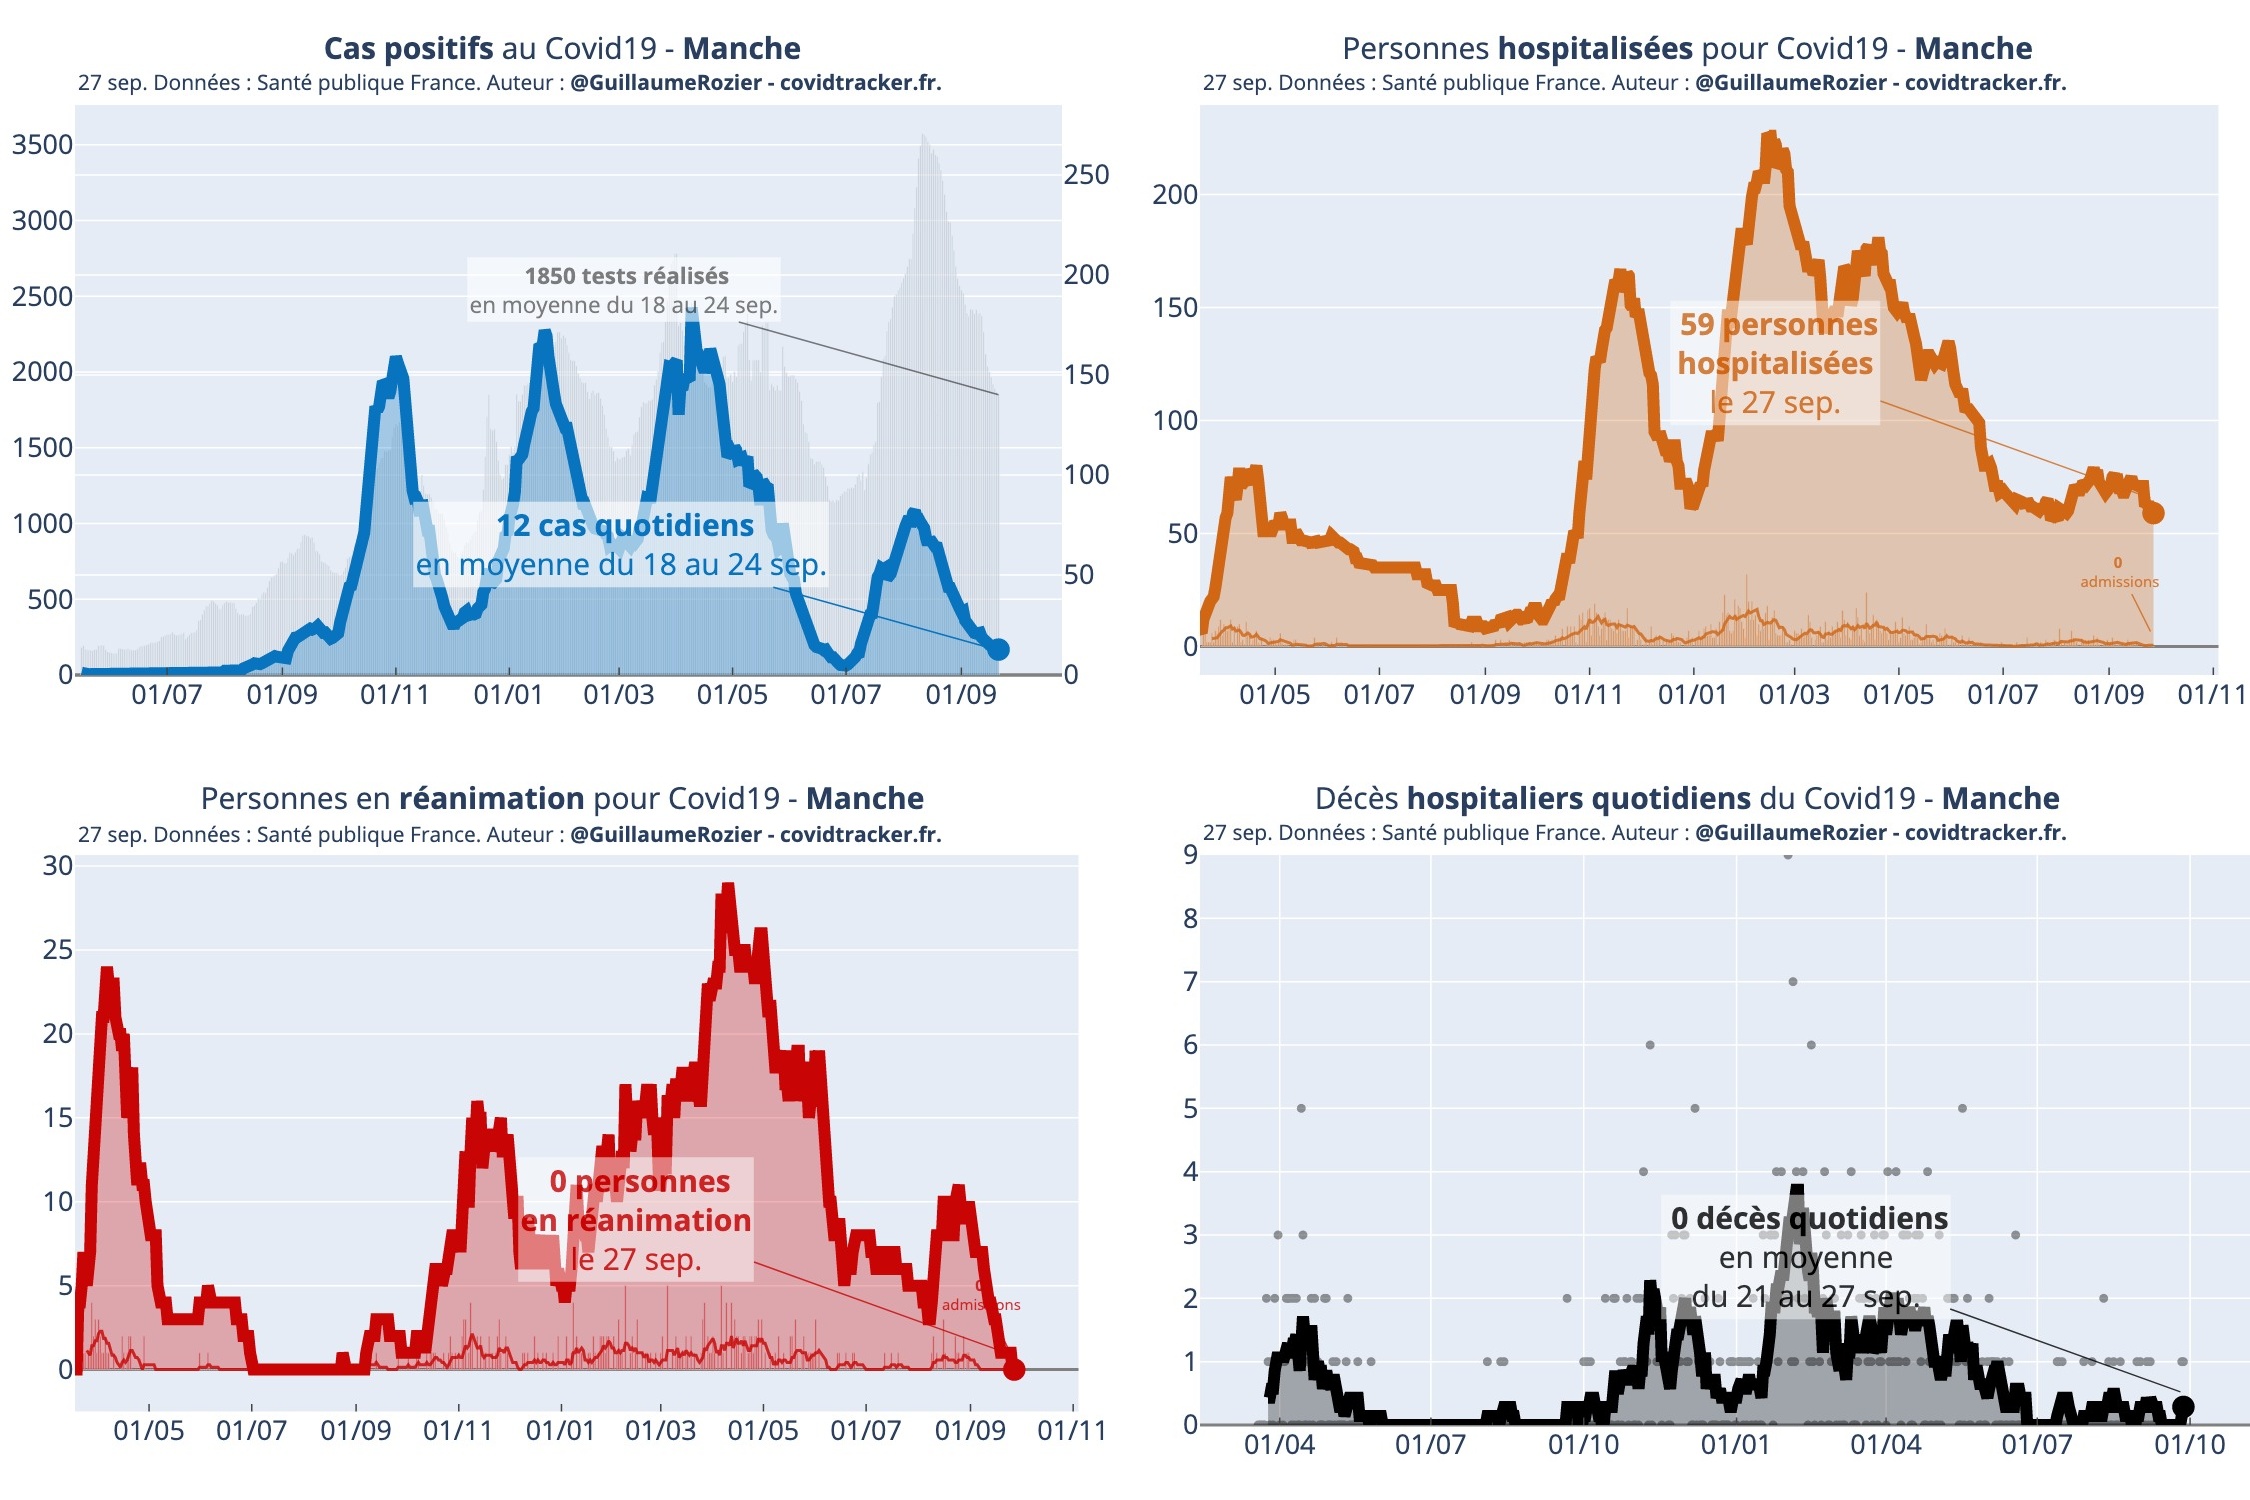 Cas positifs au Covid19 - Manche
27 sep. Données : Santé publique France. Auteur : @GuillaumeRozier - covidtracker.fr.
3500
3000
2500
2000
1500
1000
500
0
250
200
150
100
50
0
1850 tests réalisés
en moyenne du 18 au 24 sep.
12 cas quotidiens
en moyenne du 18 au 24 sep.
01/07 01/09 01/11 01/01 01/03 01/05 01/07 01/09
Personnes hospitalisées pour Covid19 - Manche
27 sep. Données : Santé publique France. Auteur : @GuillaumeRozier - covidtracker.fr.
200
150
100
50
0
59 personnes
hospitalisées
le 27 sep.
0
admissions
01/05 01/07 01/09 01/11 01/01 01/03 01/05 01/07 01/09 01/11
Personnes en réanimation pour Covid19 - Manche
27 sep. Données : Santé publique France. Auteur : @GuillaumeRozier - covidtracker.fr.
30
25
20
15
10
5
0
0 personnes
en réanimation
le 27 sep.
0
admissions
01/05 01/07 01/09 01/11 01/01 01/03 01/05 01/07 01/09 01/11
Décès hospitaliers quotidiens du Covid19 - Manche
27 sep. Données : Santé publique France. Auteur : @GuillaumeRozier - covidtracker.fr.
9
8
7
6
5
4
3
2
1
0
0 décès quotidiens
en moyenne
du 21 au 27 sep.
01/04 01/07 01/10 01/01 01/04 01/07 01/10